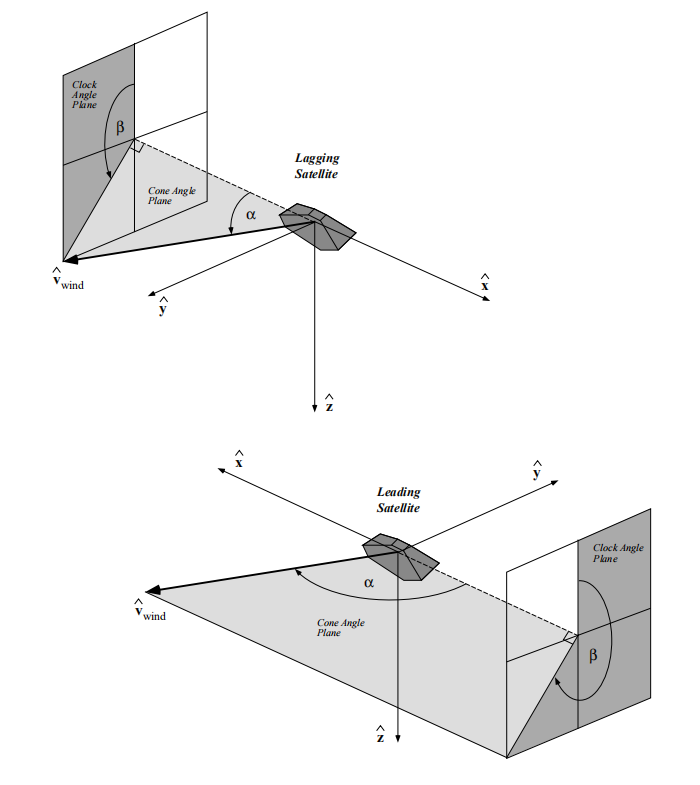 Clock
Angle
Plane
β
Lagging
Satellite
Cone Angle
Plane
α
v̂wind
ŷ
x̂
ẑ
x̂
ŷ
Leading
Satellite
Clock Angle
Plane
α
v̂wind
Cone Angle
Plane
β
ẑ